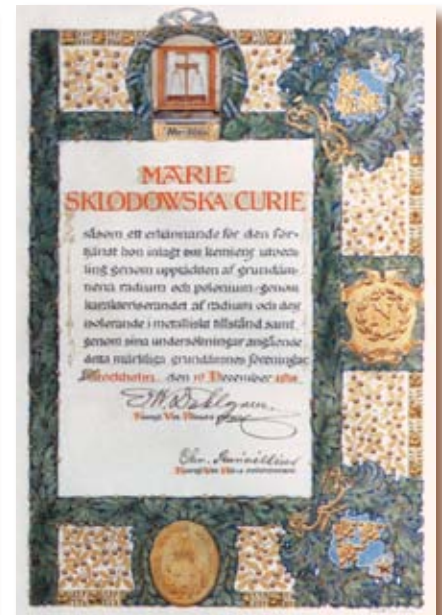 MARIE
SKLODOWSKA CURIE
såsom ett erkännande för den för-
tjänst hon inlagt om kemiens utveck-
ling genom upptäckten af grundäm-
nena radium och polonium, genom
karakteriserandet af radium och dess
isolerande i metalliskt tillstånd samt
genom sina undersökningar angående
detta märkliga grundämnes föreningar
Stockholm den 10 December